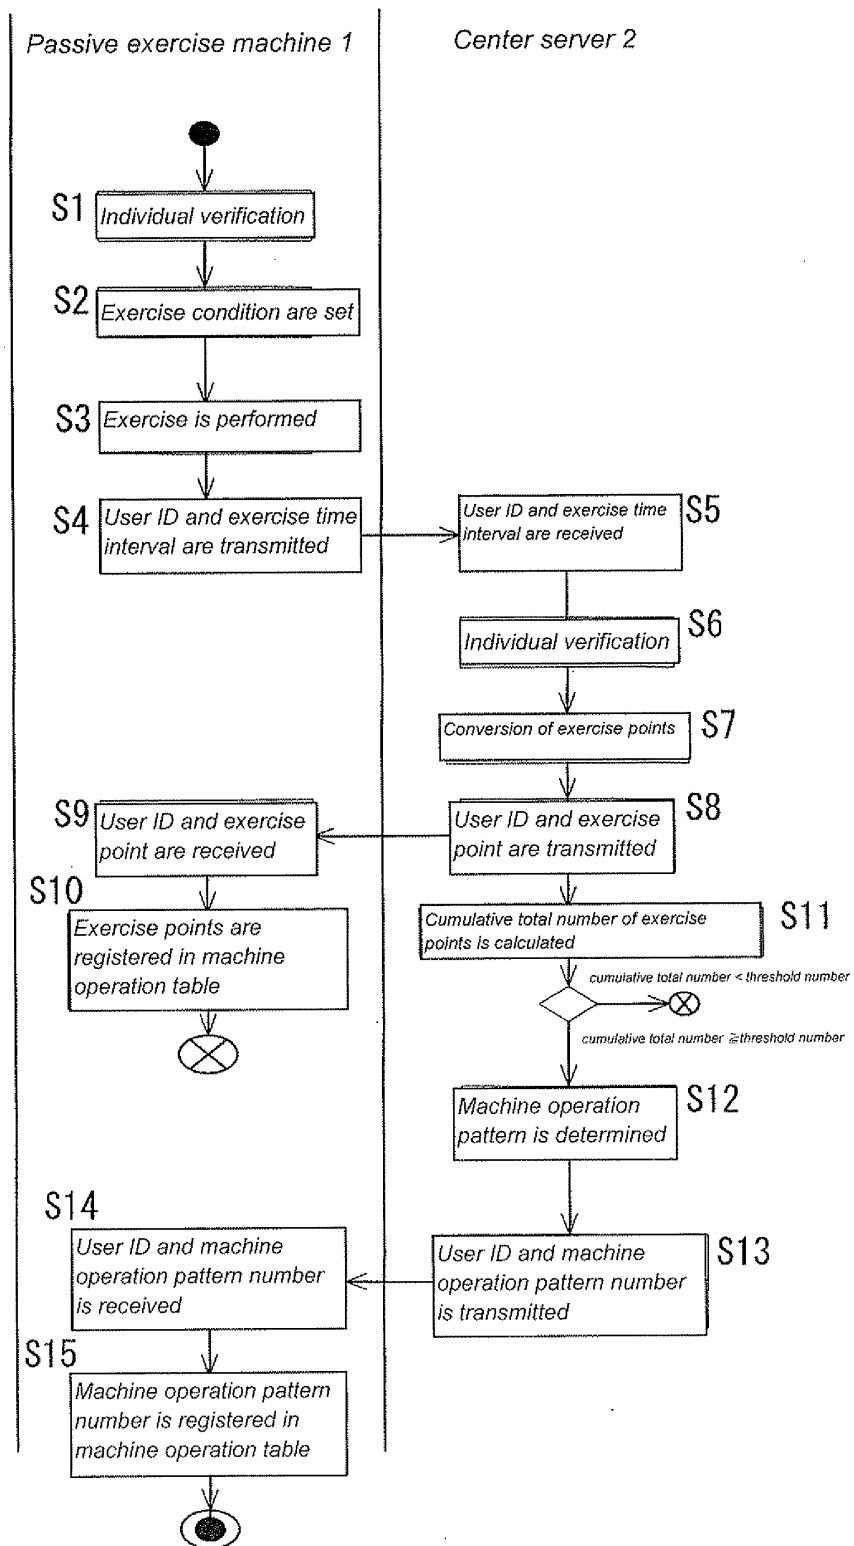 Passive exercise machine 1
Center server 2
S1
Individual verification
S2
Exercise condition are set
S3
Exercise is performed
S4
User ID and exercise time
interval are transmitted
S5
User ID and exercise time
interval are received
S6
Individual verification
S7
Conversion of exercise points
S8
User ID and exercise
point are transmitted
S9
User ID and exercise
point are received
S10
Exercise points are
registered in machine
operation table
S11
Cumulative total number of exercise
points is calculated
cumulative total number < threshold number
cumulative total number ≧threshold number
S12
Machine operation
pattern is determined
S13
User ID and machine
operation pattern number
is transmitted
S14
User ID and machine
operation pattern number
is received
S15
Machine operation pattern
number is registered in
machine operation table